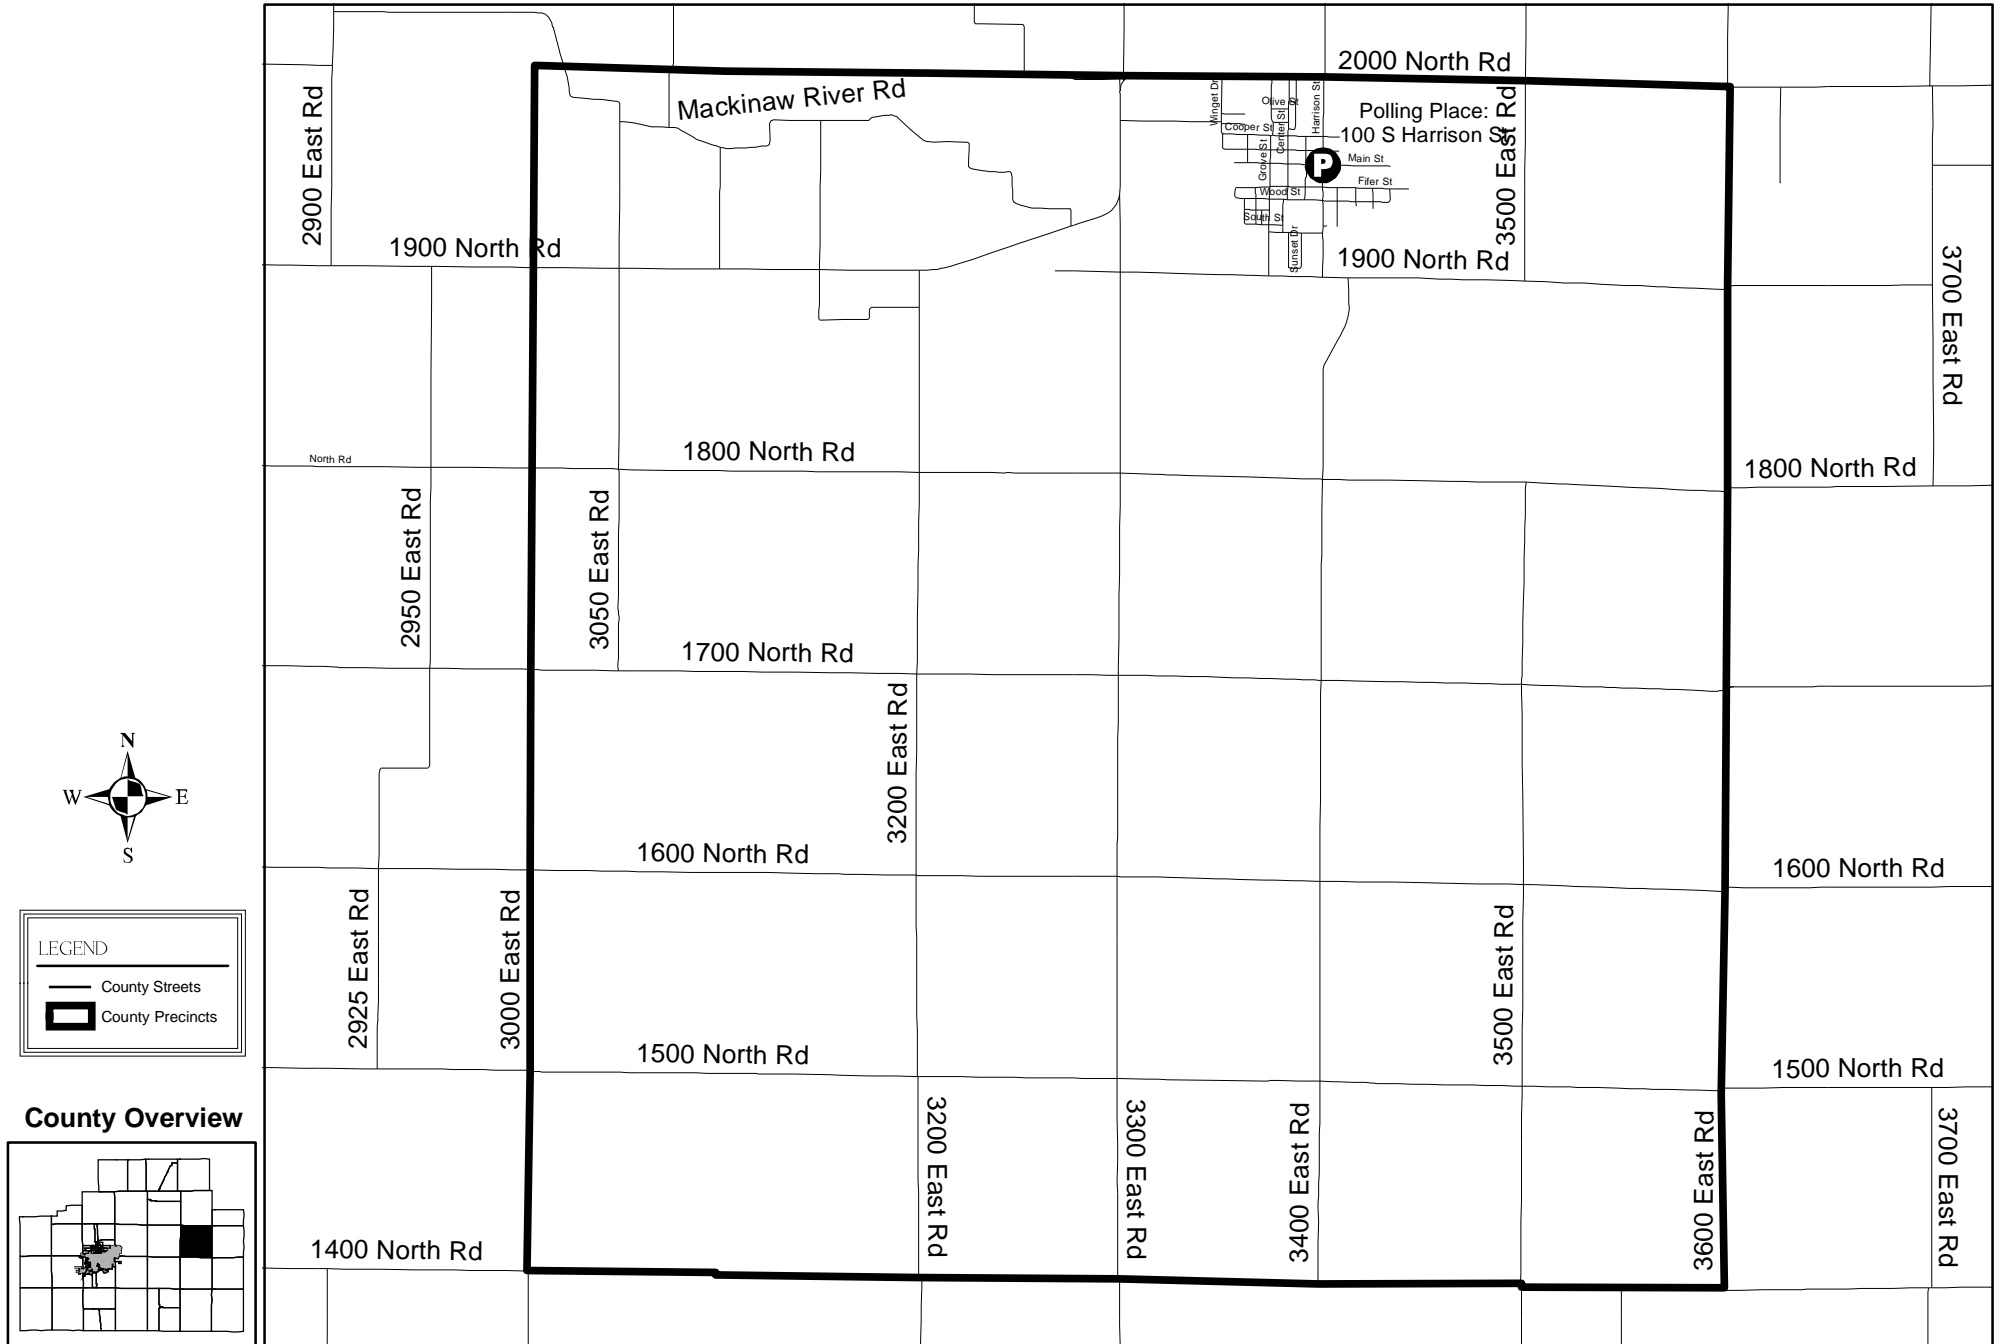 2000 North Rd
Mackinaw River Rd
2900 East Rd
Winget Dr
Olive St
Harrison St
Center St
Cooper St
Grove St
Polling Place:
100 S Harrison St
3500 East Rd
P
Main St
Fifer St
Wood St
South St
Sunset Dr
1900 North Rd
1900 North Rd
3700 East Rd
North Rd
1800 North Rd
1800 North Rd
2950 East Rd
3050 East Rd
1700 North Rd
3200 East Rd
N
W
E
S
1600 North Rd
1600 North Rd
LEGEND
County Streets
County Precincts
2925 East Rd
3000 East Rd
3500 East Rd
1500 North Rd
1500 North Rd
County Overview
3200 East Rd
3300 East Rd
3400 East Rd
3600 East Rd
3700 East Rd
1400 North Rd